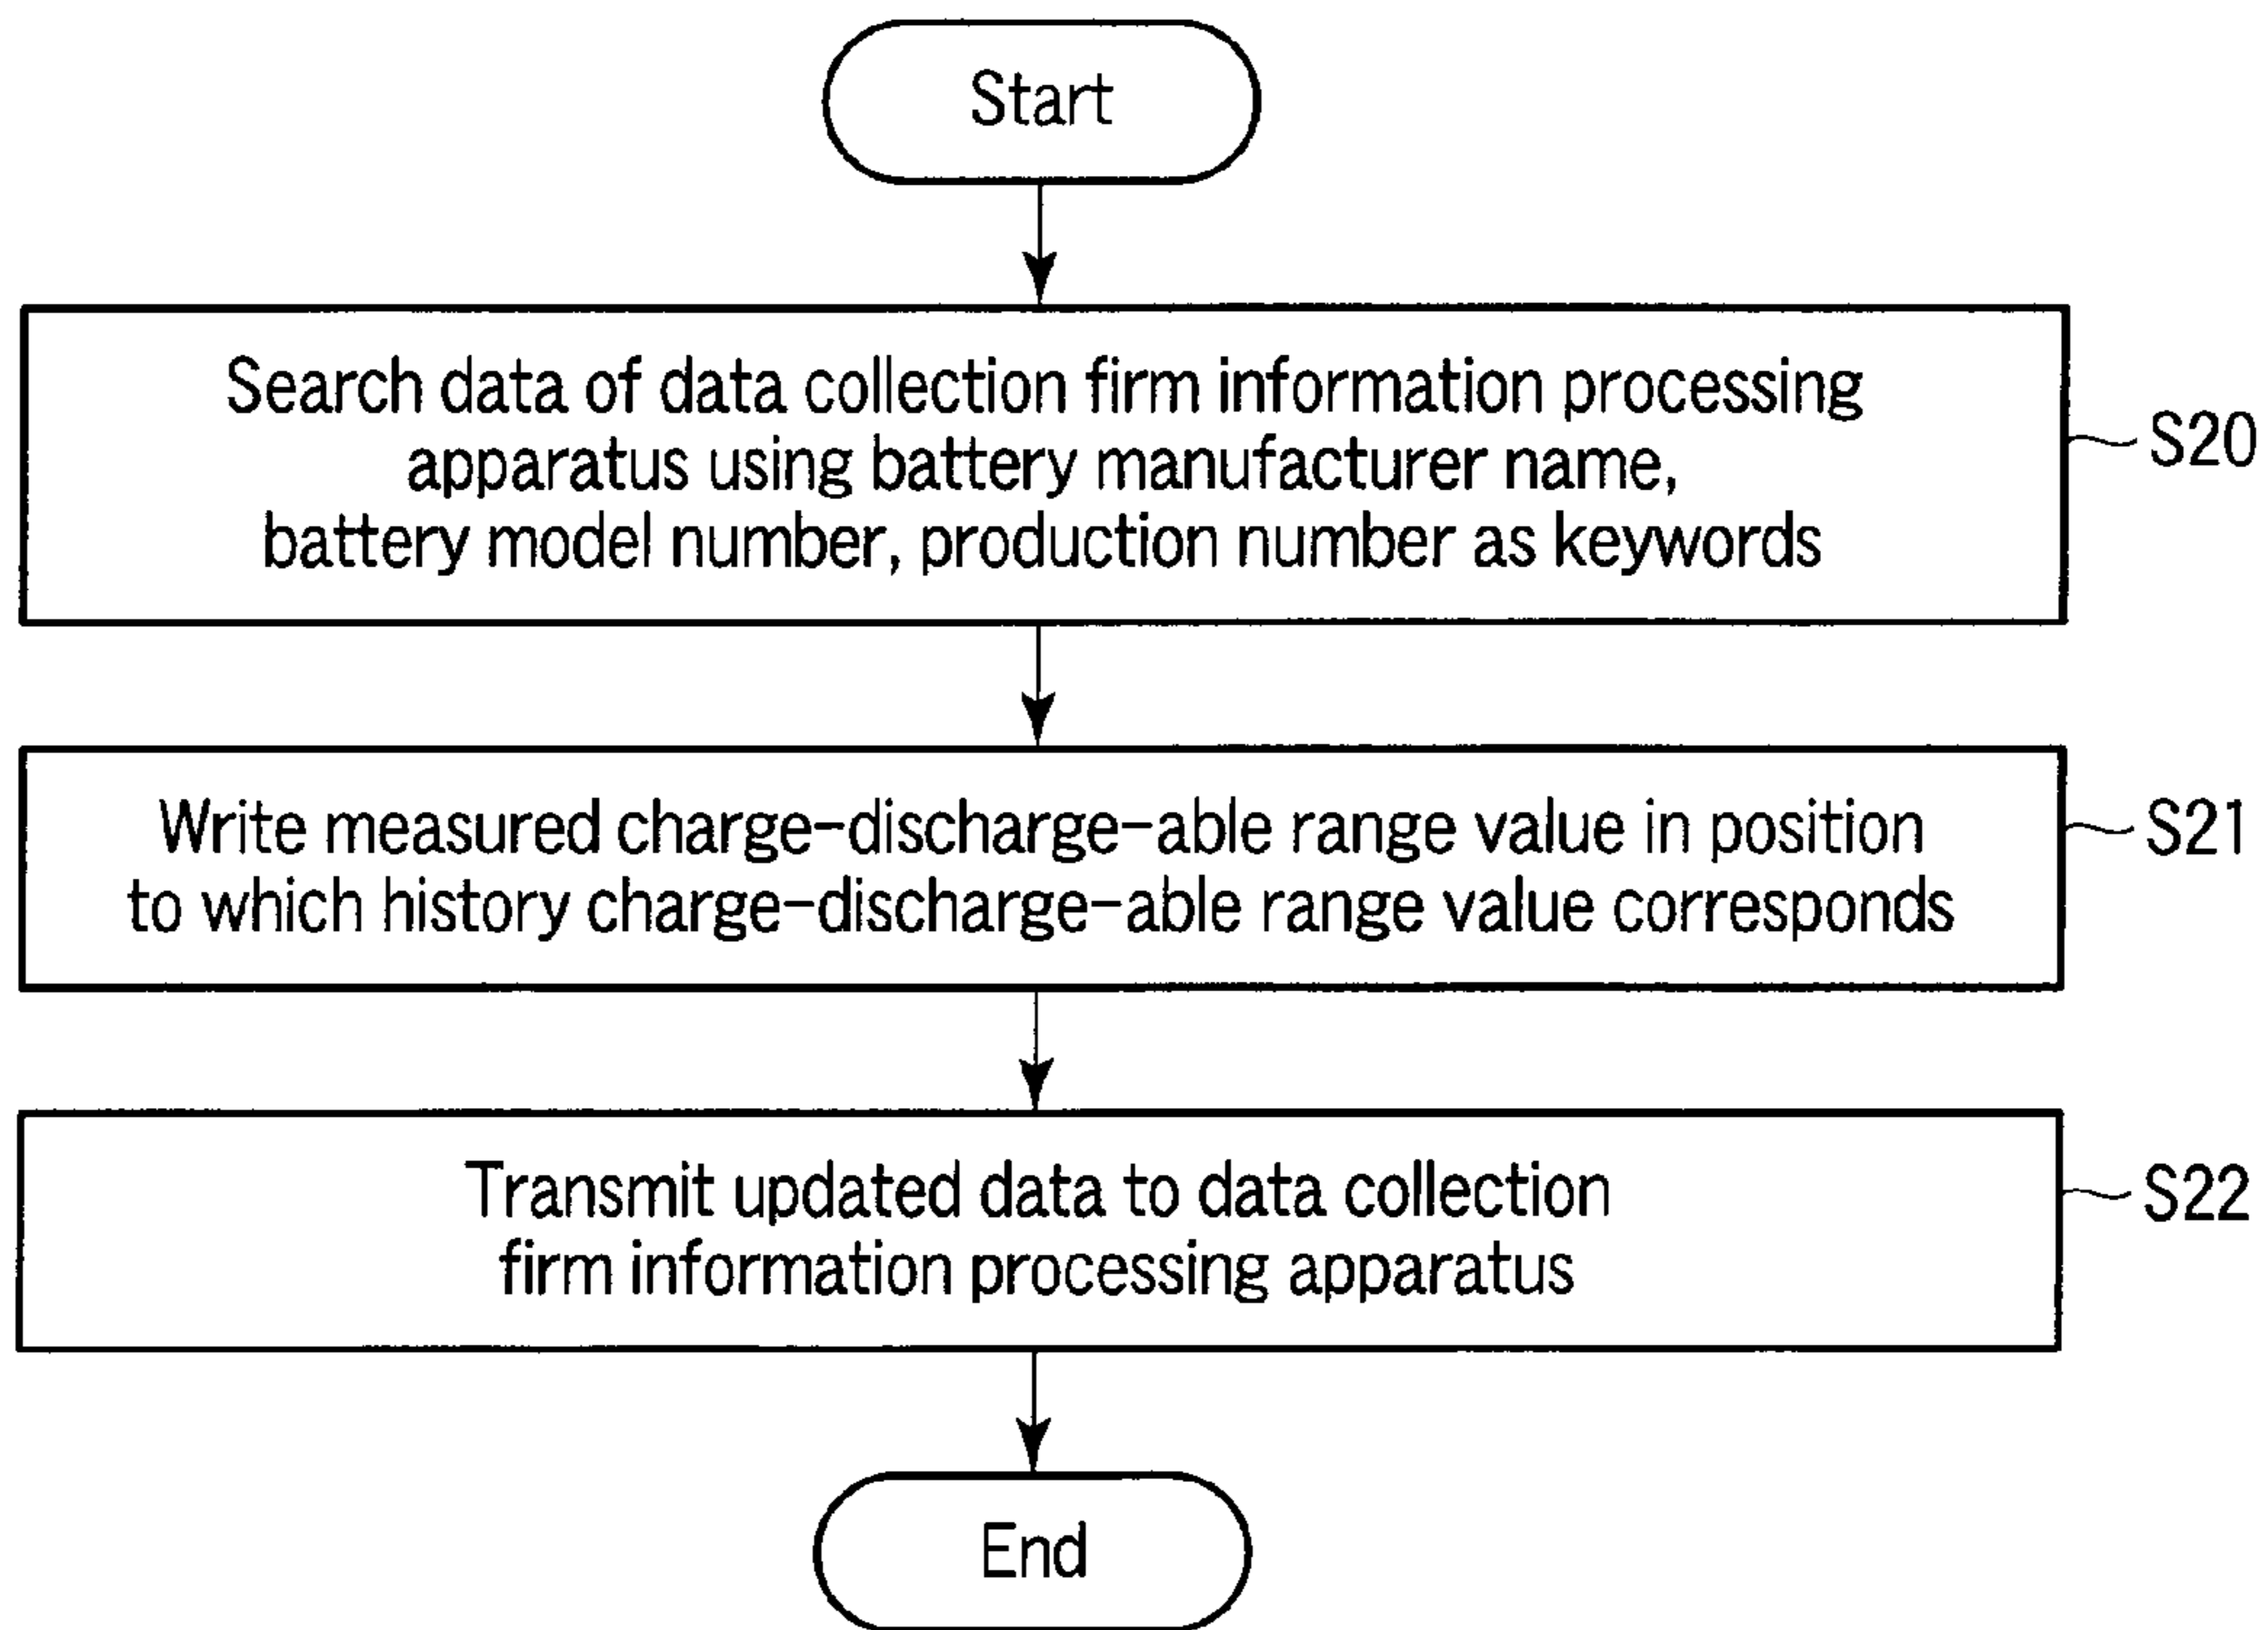 Start
Search data of data collection firm information processing
apparatus using battery manufacturer name,
battery model number, production number as keywords
S20
Write measured charge-discharge-able range value in position
to which history charge-discharge-able range value corresponds
S21
Transmit updated data to data collection
firm information processing apparatus
S22
End